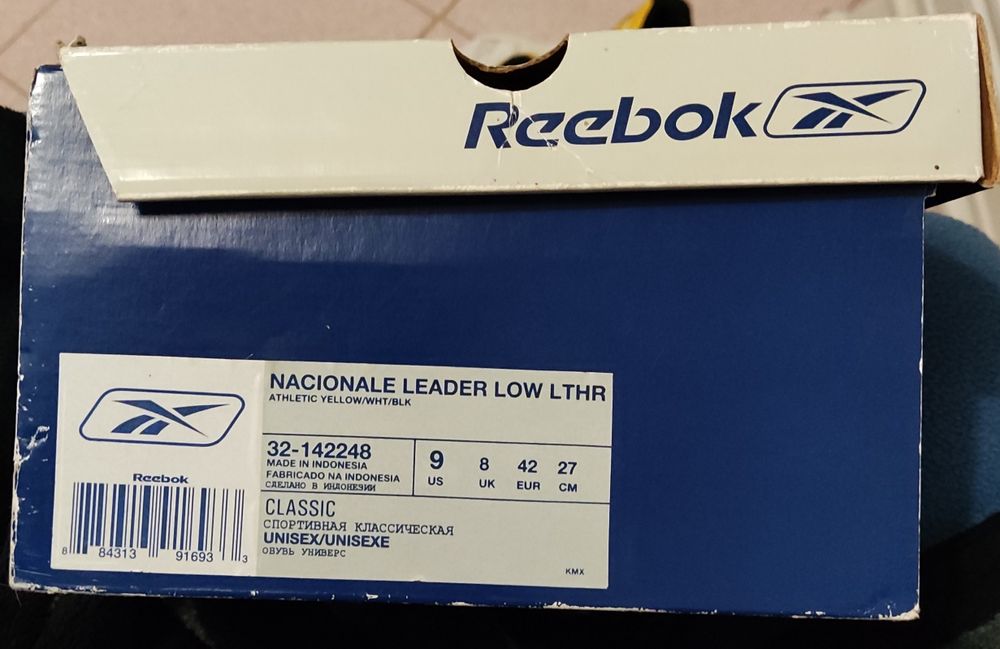 Reebok
NACIONALE LEADER LOW LTHR
ATHLETIC YELLOW/WHT/BLK
32-142248
MADE IN INDONESIA
FABRICADO NA INDONESIA
СДЕЛАНО В ИНДОНЕЗИИ
9 8 42 27
US UK EUR CM
Reebok
8 84313 91693 3
CLASSIC
СПОРТИВНАЯ КЛАССИЧЕСКАЯ
UNISEX/UNISEXE
ОБУВЬ УНИВЕРС
KMX